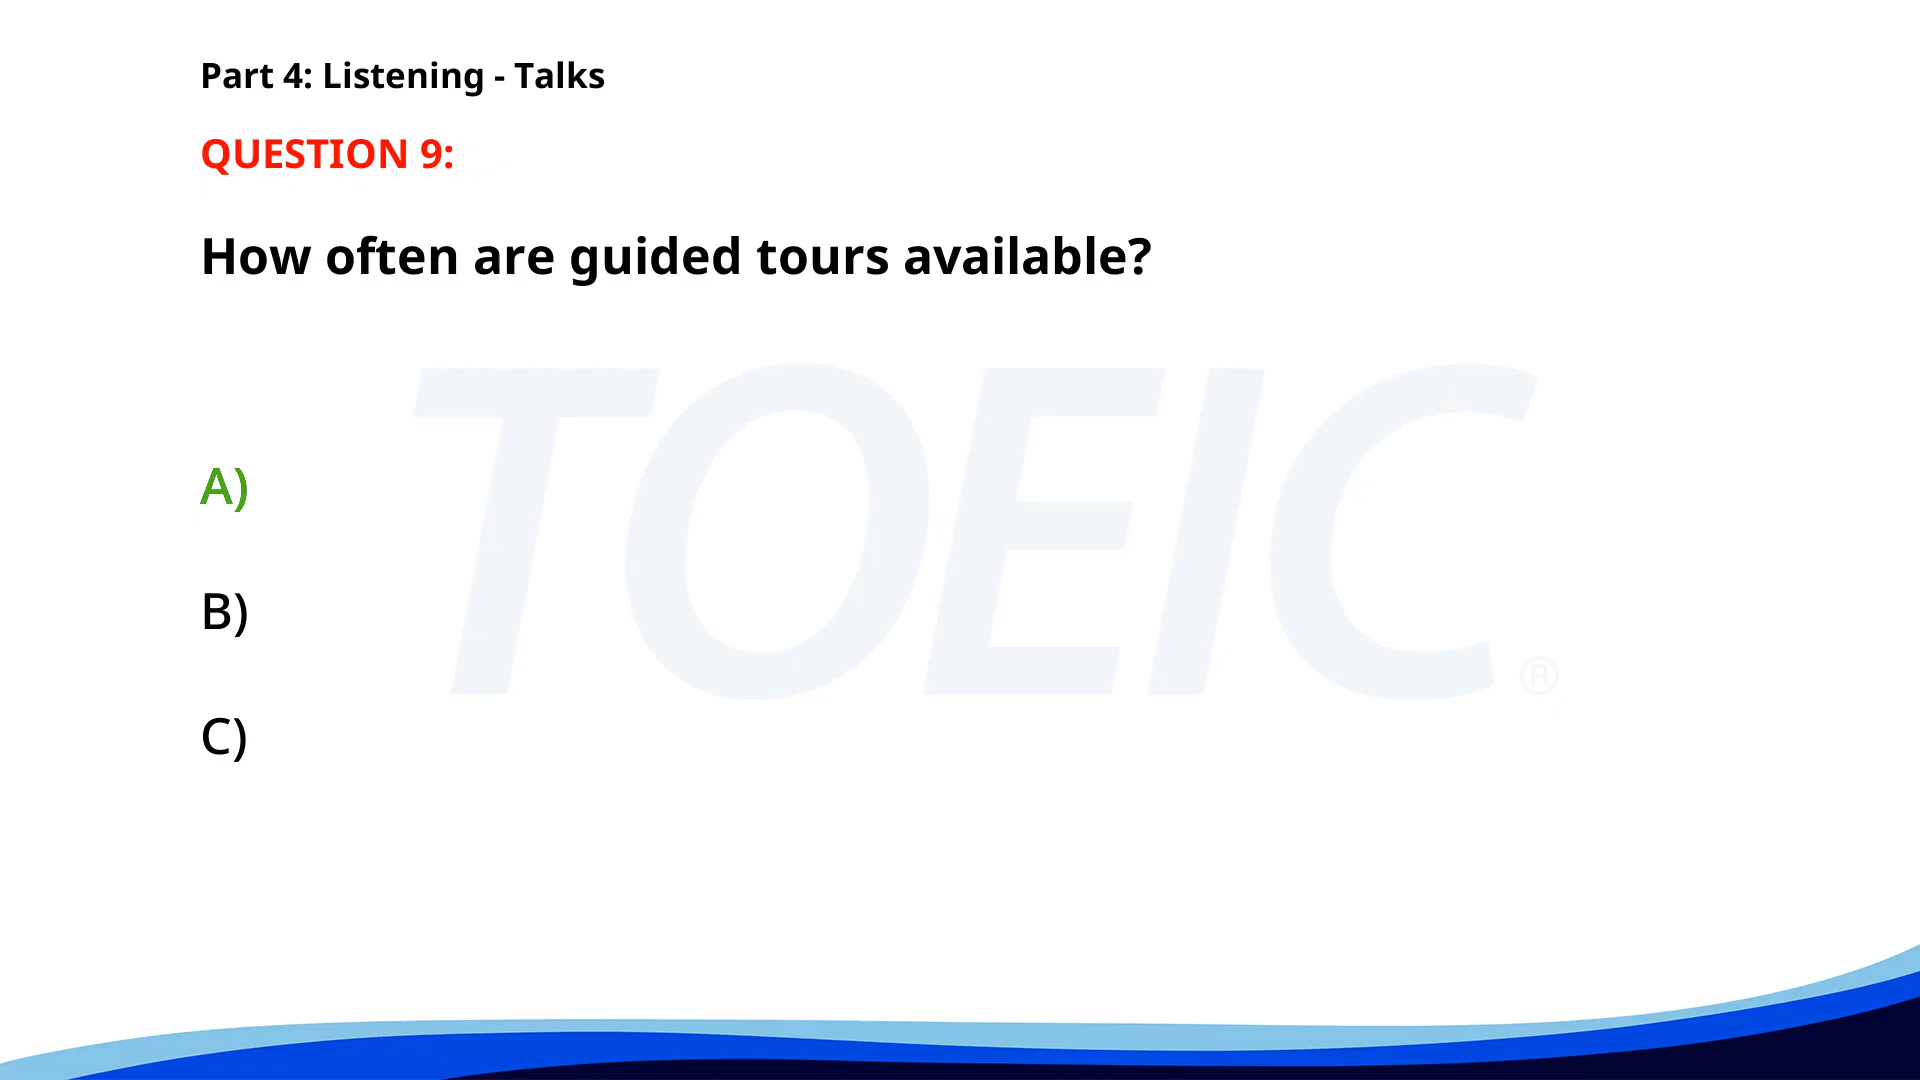 Part 4: Listening - Talks
QUESTION 9:
How often are guided tours available?
TOEIC®
A)
B)
C)